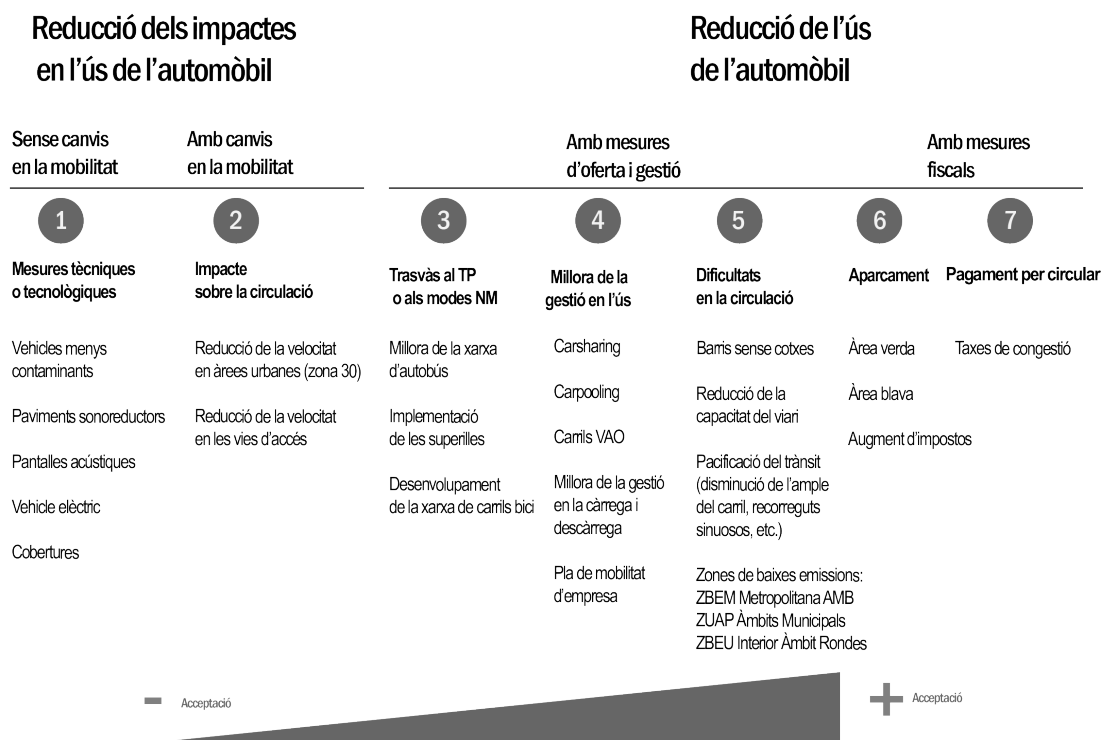 Reducció dels impactes
en l'ús de l'automòbil
Reducció de l'ús
de l'automòbil
Sense canvis
en la mobilitat
Amb canvis
en la mobilitat
Amb mesures
d'oferta i gestió
Amb mesures
fiscals
1
Mesures tècniques
o tecnològiques
Vehicles menys
contaminants
Paviments sonoreductors
Pantalles acústiques
Vehicle elèctric
Cobertures
2
Impacte
sobre la circulació
Reducció de la velocitat
en àrees urbanes (zona 30)
Reducció de la velocitat
en les vies d'accés
3
Trasvàs al TP
o als modes NM
Millora de la xarxa
d'autobús
Implementació
de les superilles
Desenvolupament
de la xarxa de carrils bici
4
Millora de la
gestió en l'ús
Carsharing
Carpooling
Carrils VAO
Millora de la gestió
en la càrrega i
descàrrega
Pla de mobilitat
d'empresa
5
Dificultats
en la circulació
Barris sense cotxes
Reducció de la
capacitat del viari
Pacificació del trànsit
(disminució de l'ample
del carril, recorreguts
sinuosos, etc.)
Zones de baixes emissions:
ZBEM Metropolitana AMB
ZUAP Àmbits Municipals
ZBEU Interior Àmbit Rondes
6
Aparcament
Àrea verda
Àrea blava
Augment d'impostos
7
Pagament per circular
Taxes de congestió
- Acceptació
+ Acceptació